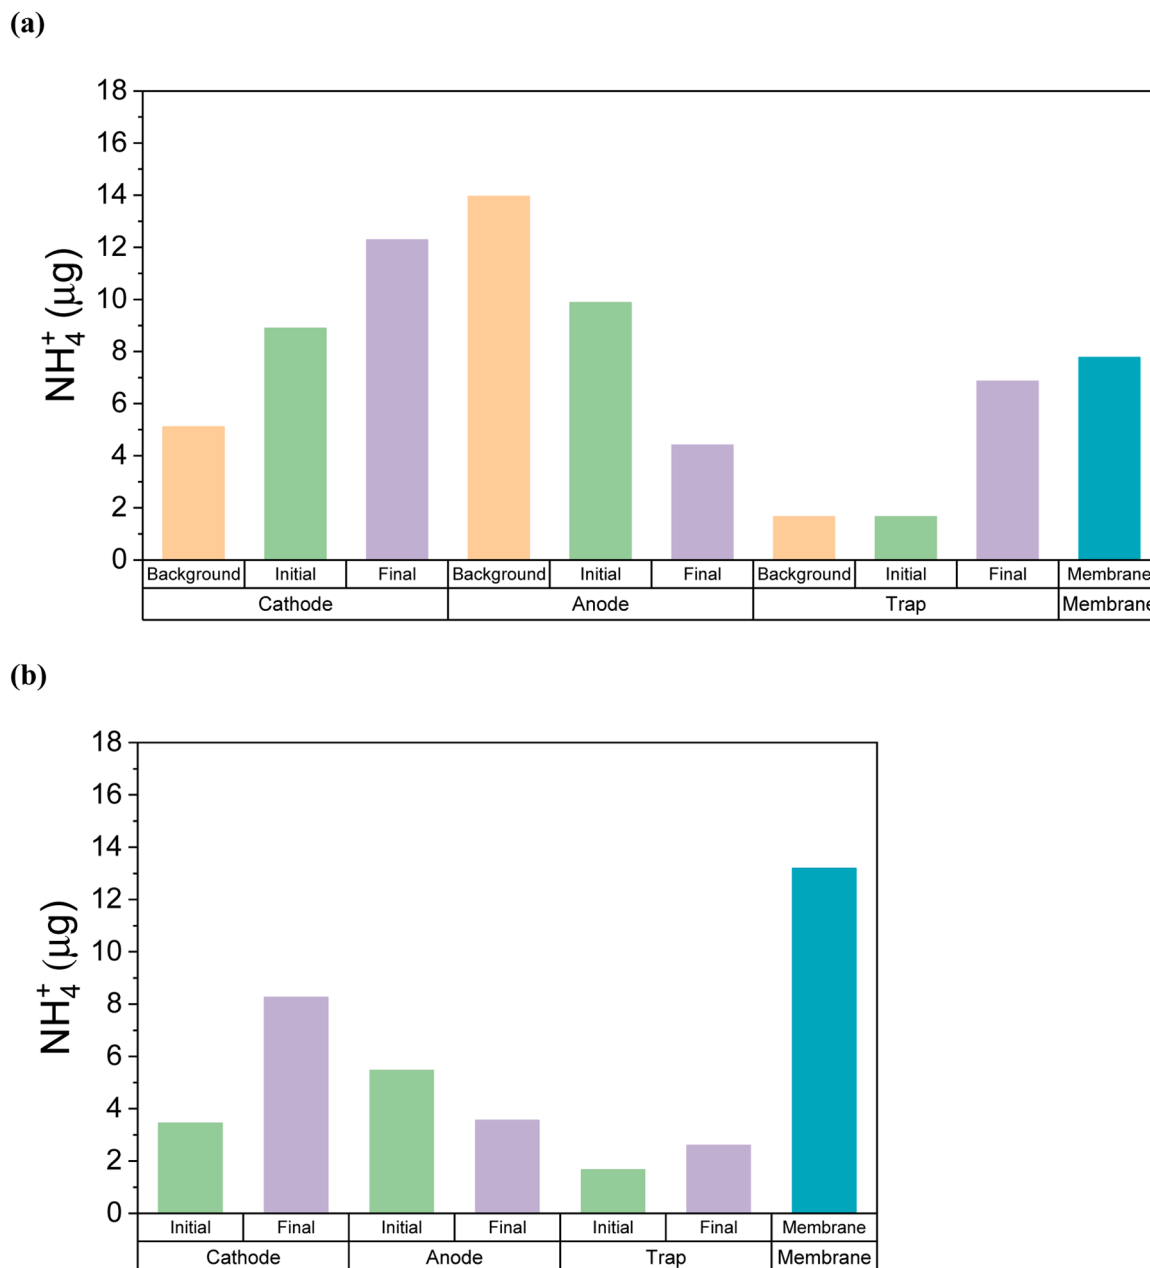 (a)
18
16
14
12
10
8
6
4
2
0
NH₄⁺ (μg)
Background Initial Final Background Initial Final Background Initial Final Membrane
Cathode Anode Trap Membrane
(b)
18
16
14
12
10
8
6
4
2
0
NH₄⁺ (μg)
Initial Final Initial Final Initial Final Membrane
Cathode Anode Trap Membrane